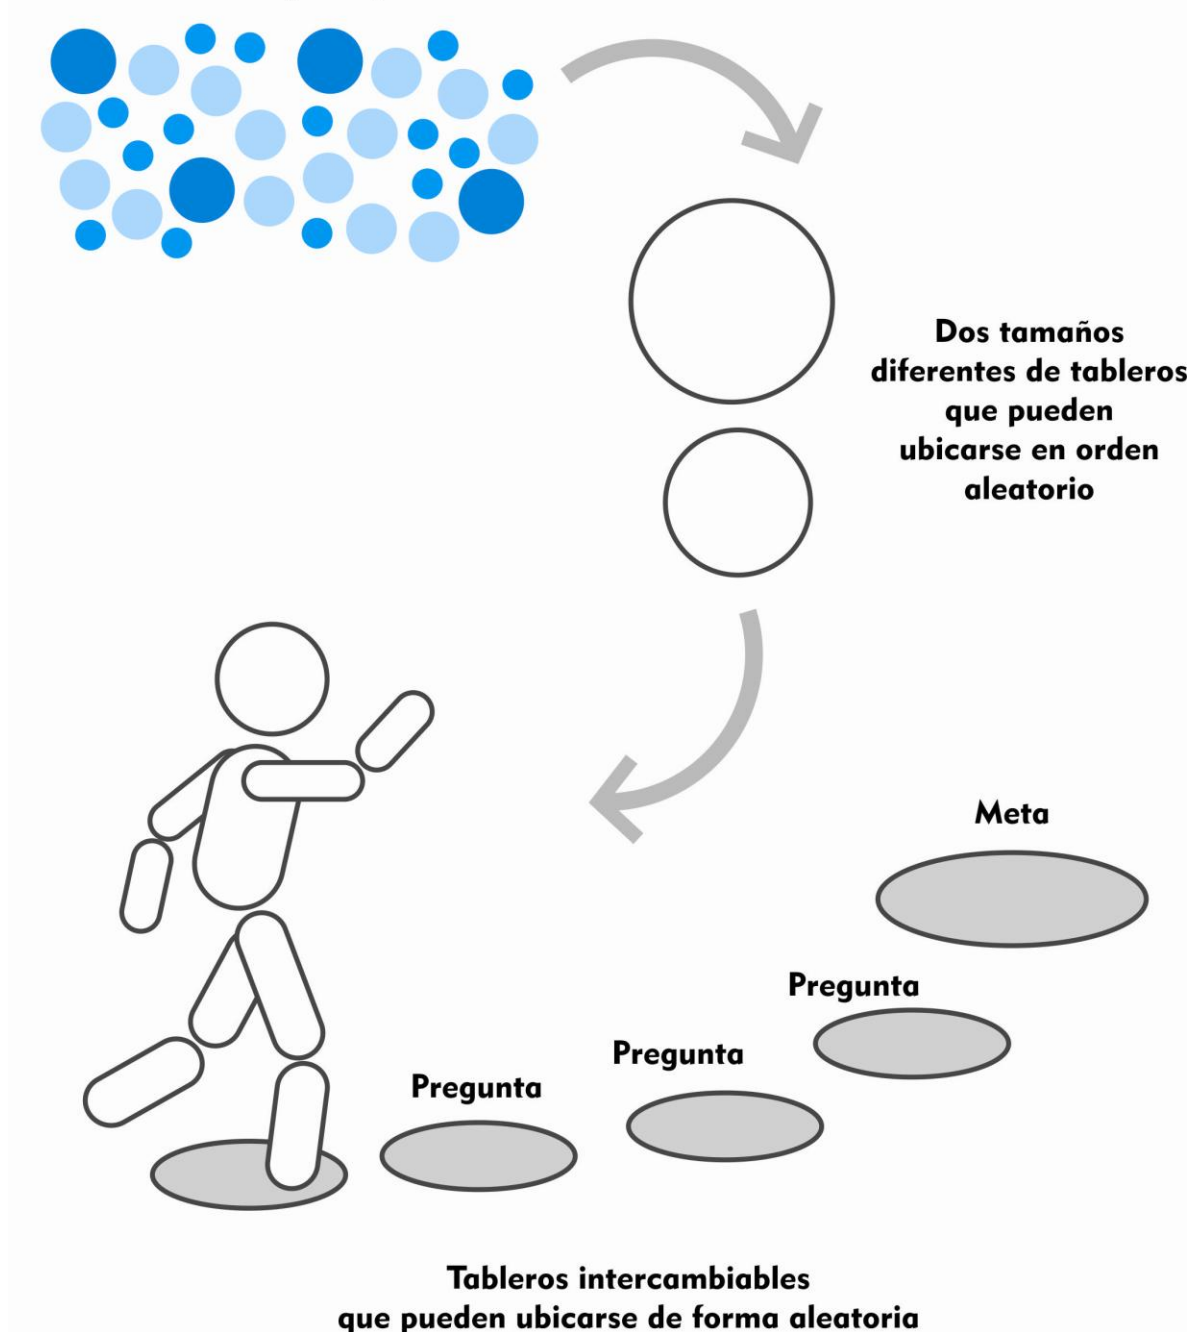 Dos tamaños
diferentes de tableros
que pueden
ubicarse en orden
aleatorio
Meta
Pregunta
Pregunta
Pregunta
Tableros intercambiables
que pueden ubicarse de forma aleatoria